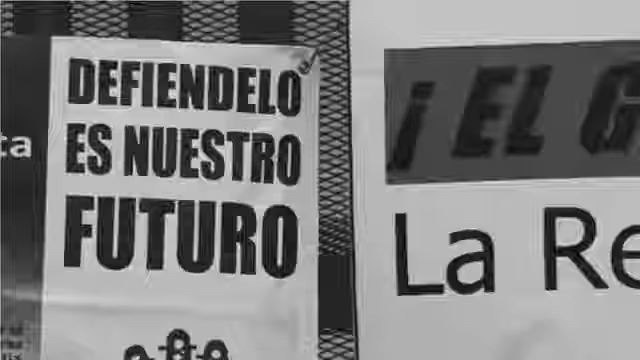 ta
DEFIENDELO
ES NUESTRO
FUTURO
¡EL G
La Re